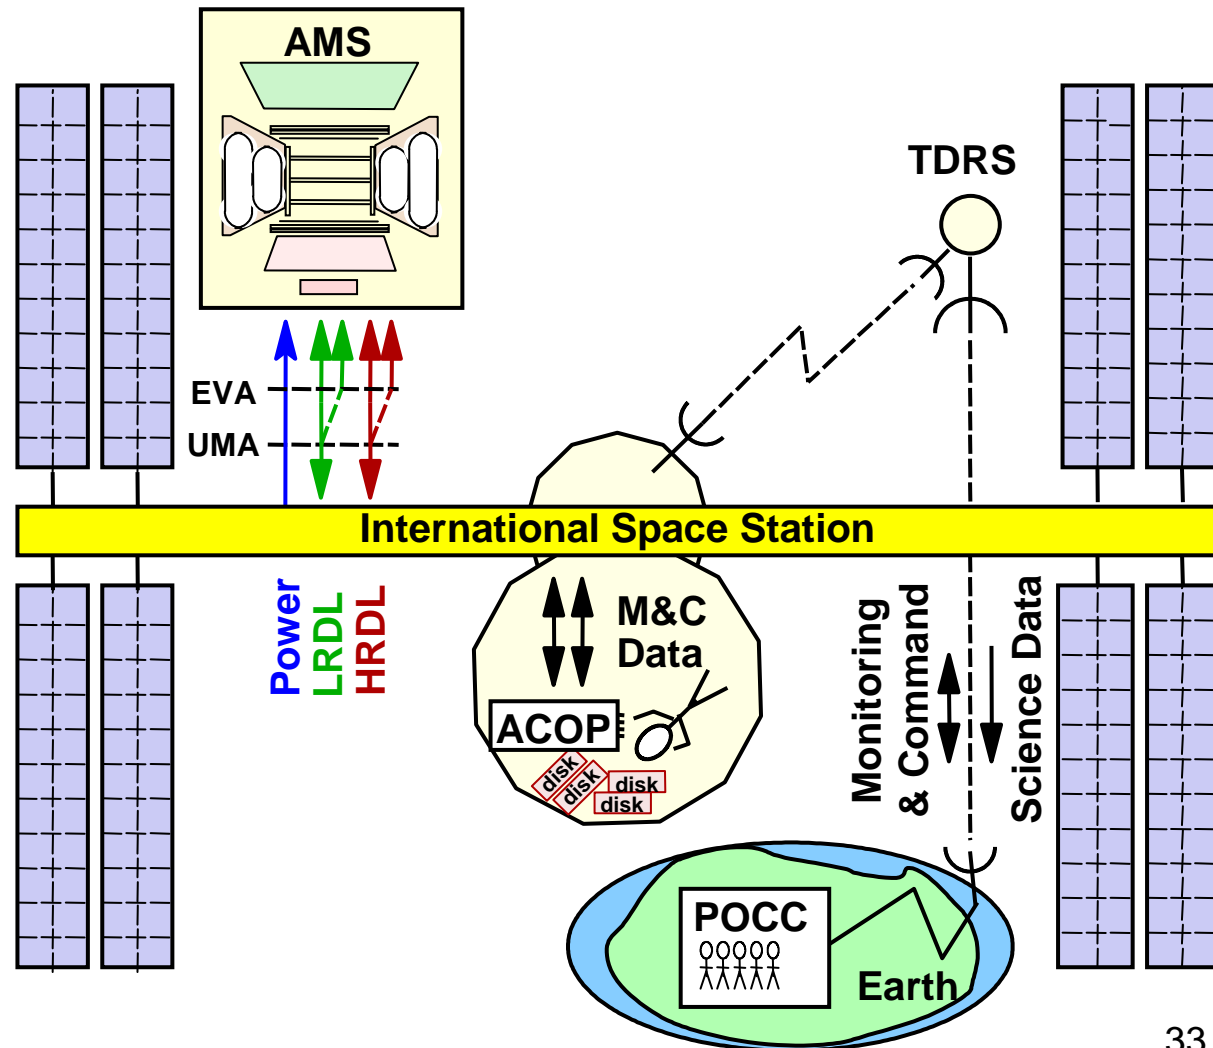 AMS
TDRS
EVA
UMA
International Space Station
Power
LRDL
HRDL
M&C
Data
ACOP
disk
disk
disk
disk
Monitoring
& Command
Science Data
POCC
Earth
33